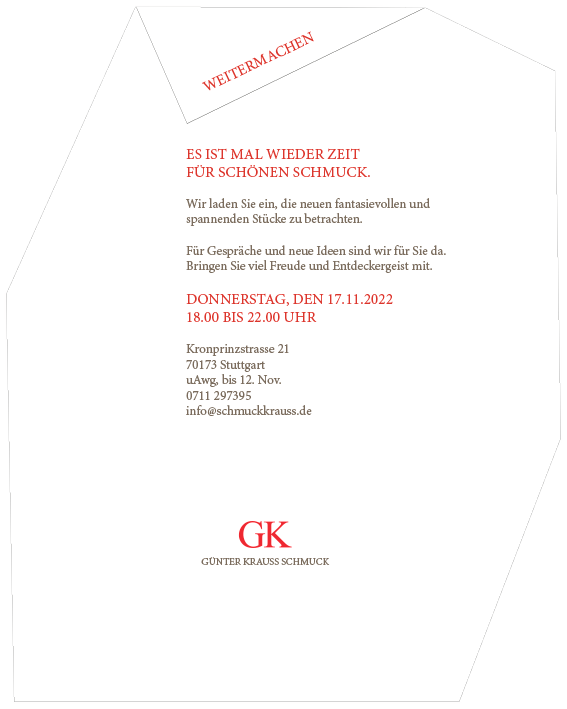 WEITERMACHEN
ES IST MAL WIEDER ZEIT
FÜR SCHÖNEN SCHMUCK.
Wir laden Sie ein, die neuen fantasievollen und
spannenden Stücke zu betrachten.
Für Gespräche und neue Ideen sind wir für Sie da.
Bringen Sie viel Freude und Entdeckergeist mit.
DONNERSTAG, DEN 17.11.2022
18.00 BIS 22.00 UHR
Kronprinzstrasse 21
70173 Stuttgart
uAwg, bis 12. Nov.
0711 297395
info@schmuckkrauss.de
GK
GÜNTER KRAUSS SCHMUCK